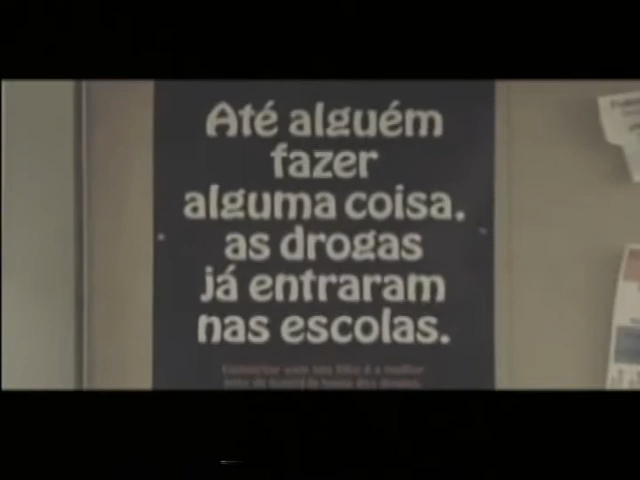 Até alguém
fazer
alguma coisa,
as drogas
já entraram
nas escolas.